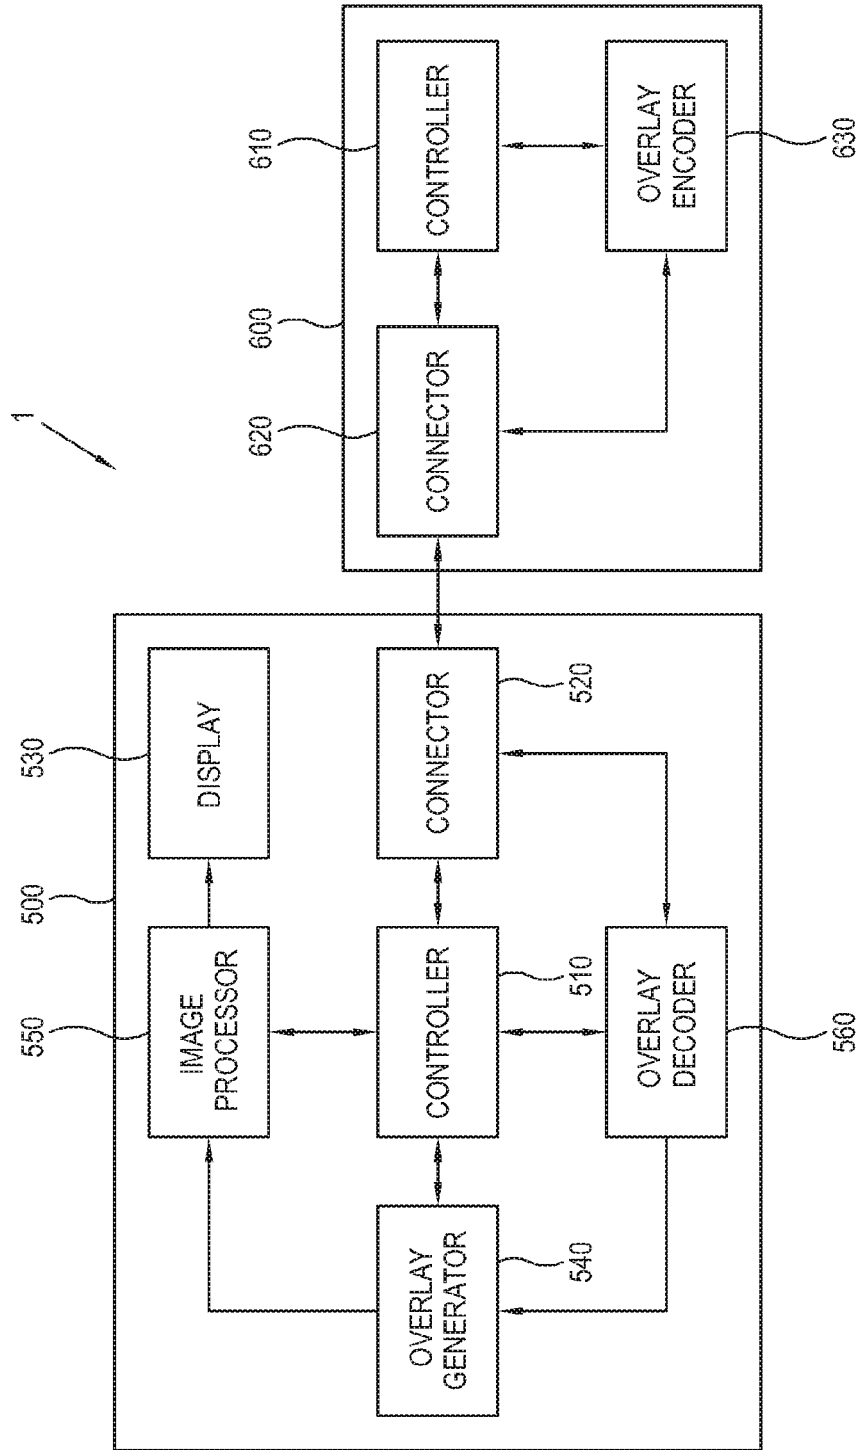 1
500
550
530
IMAGE
PROCESSOR
DISPLAY
OVERLAY
GENERATOR
540
CONTROLLER
510
CONNECTOR
520
OVERLAY
DECODER
560
600
620
610
CONNECTOR
CONTROLLER
OVERLAY
ENCODER
630